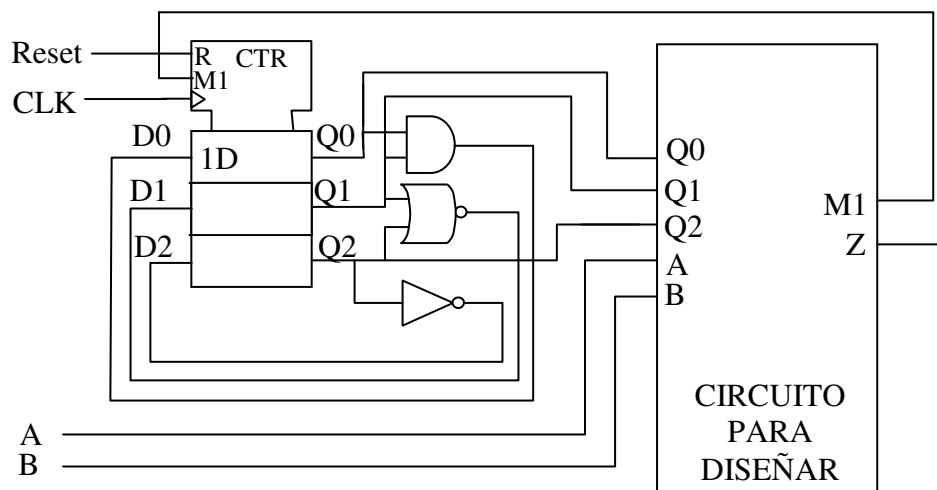 Reset
R
CTR
M1
CLK
D0
1D
Q0
D1
Q1
D2
Q2
Q0
Q1
Q2
A
B
M1
Z
CIRCUITO
PARA
DISEÑAR
A
B